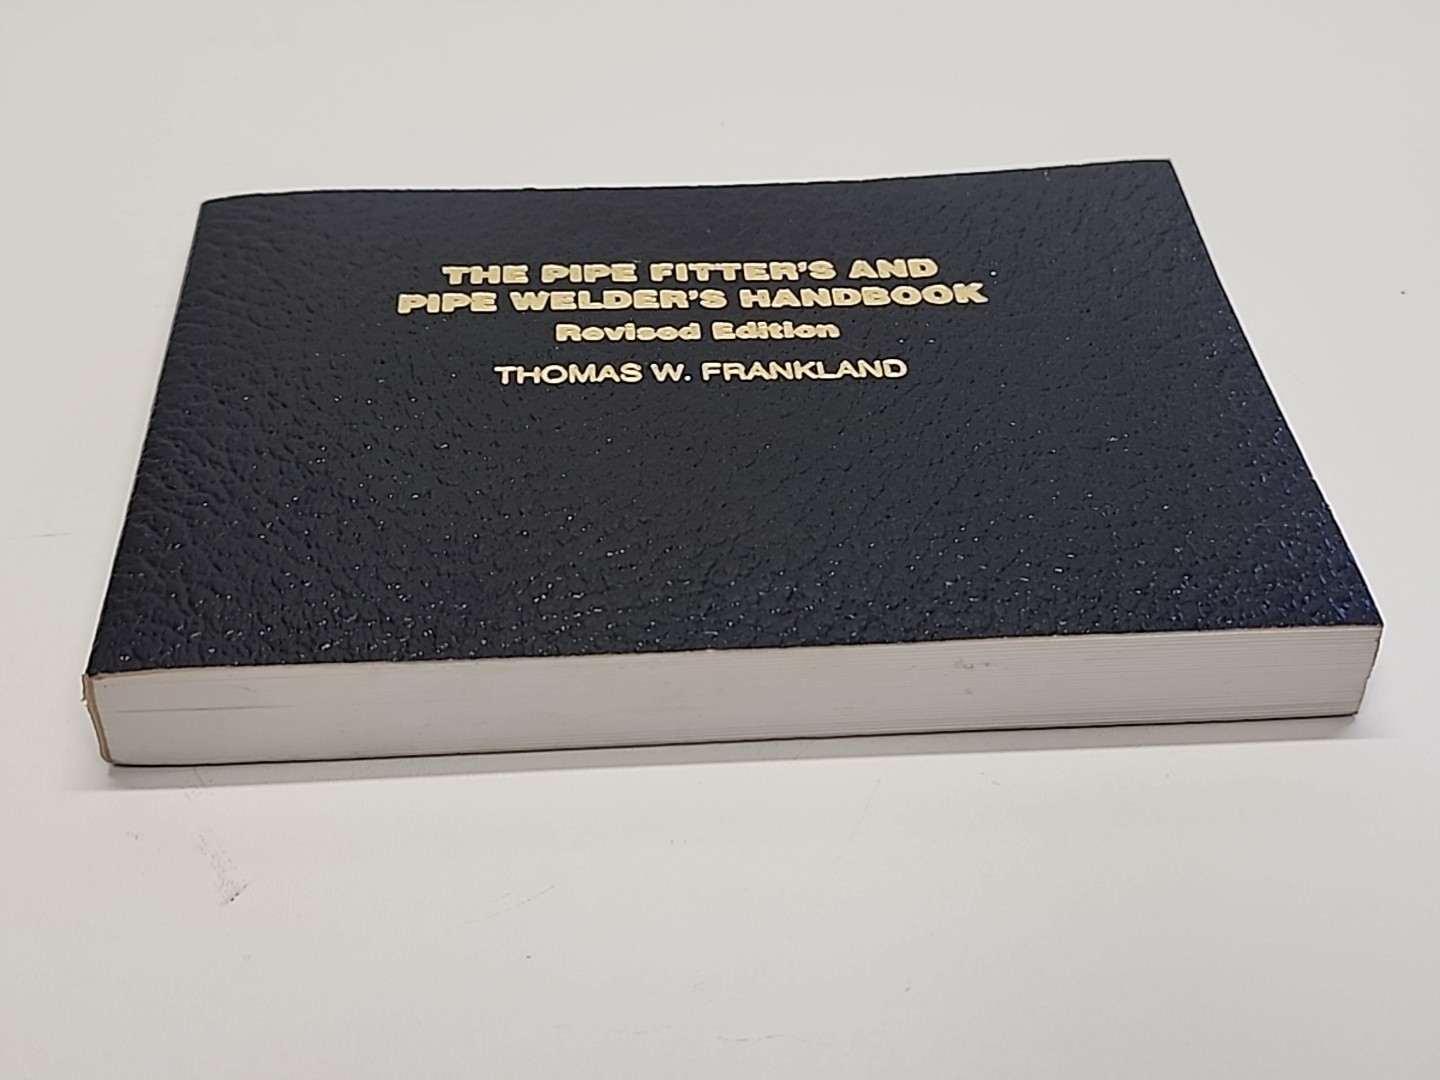 THE PIPE FITTER'S AND
PIPE WELDER'S HANDBOOK
Revised Edition
THOMAS W. FRANKLAND